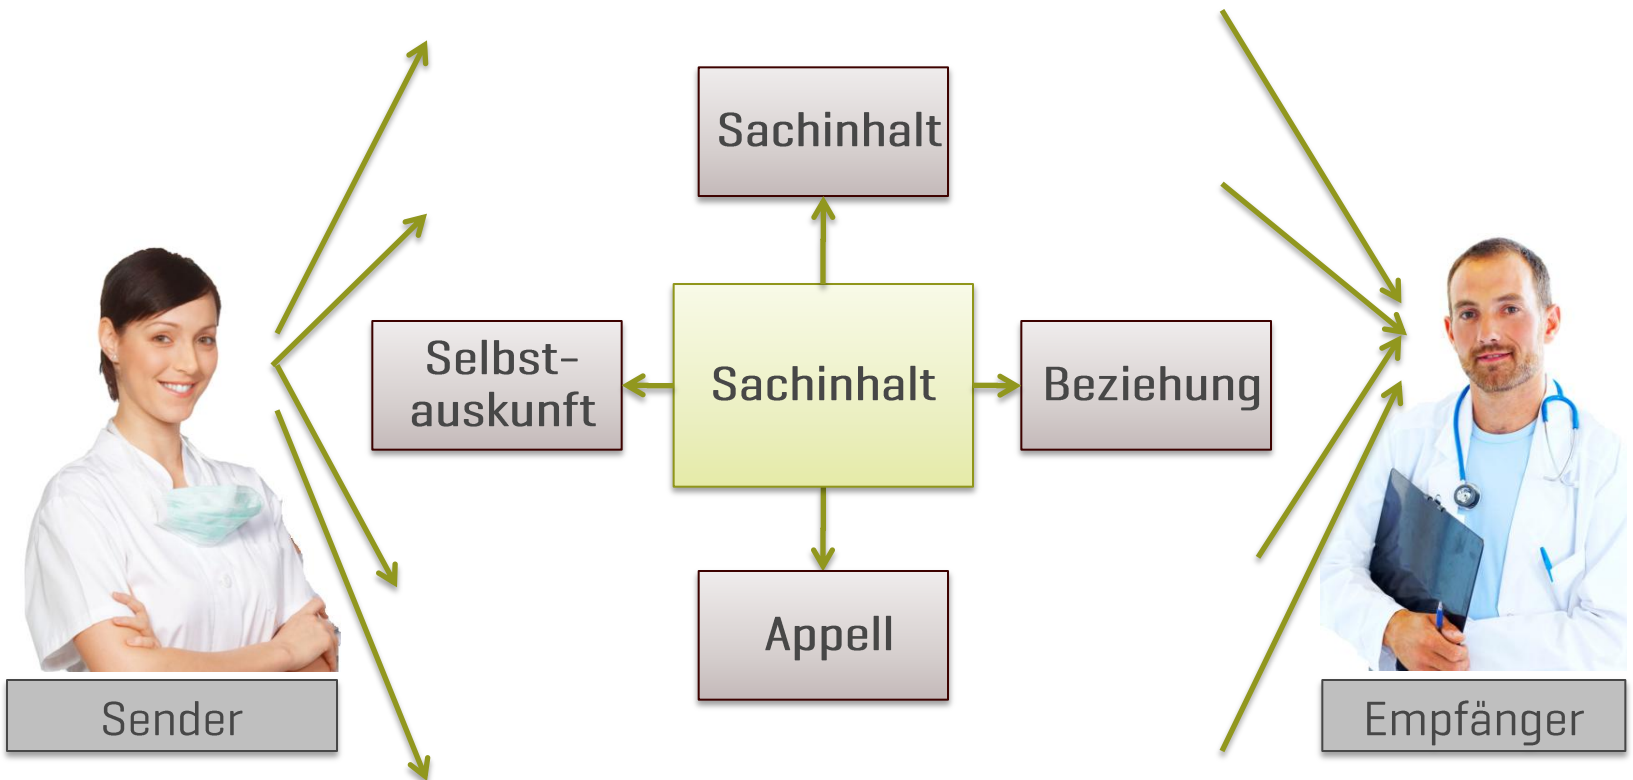 Sachinhalt
Selbst-
auskunft
Sachinhalt
Beziehung
Appell
Sender
Empfänger